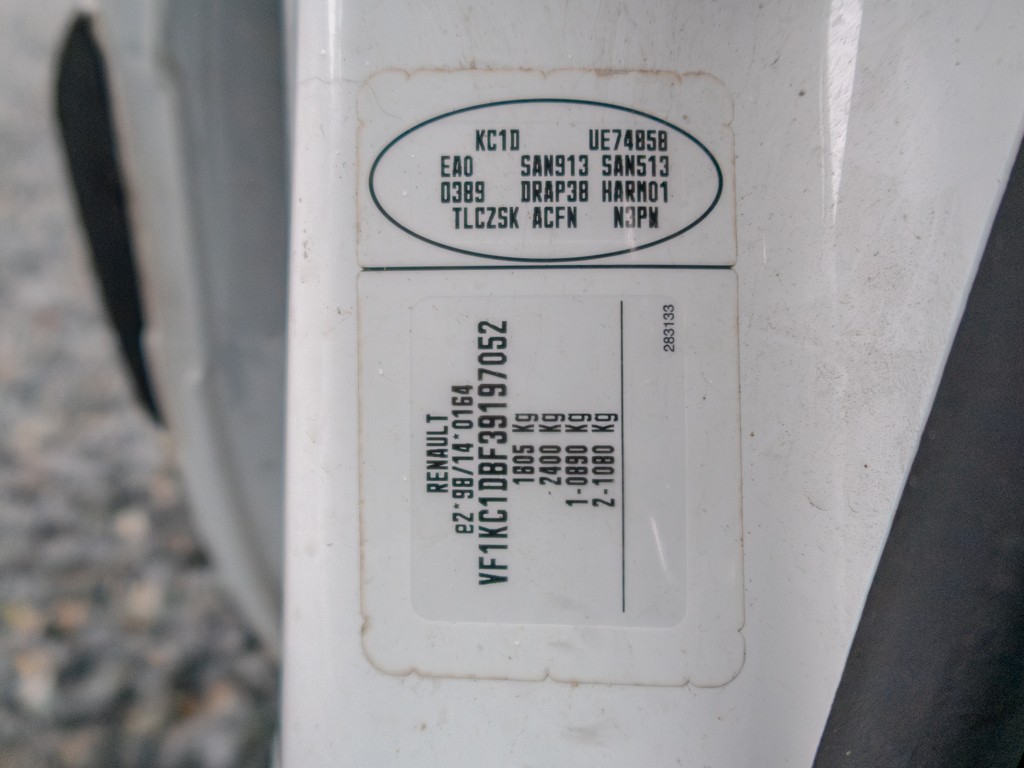 KC1D UE74858
EA0 SAN913 SAN513
0389 DRAP38 HARM01
TLCZSK ACFN N3PN
RENAULT
e2*98/14*0164
VF1KC1DBF39197052
1805 Kg
2400 Kg
1-0890 Kg
2-1080 Kg
283133